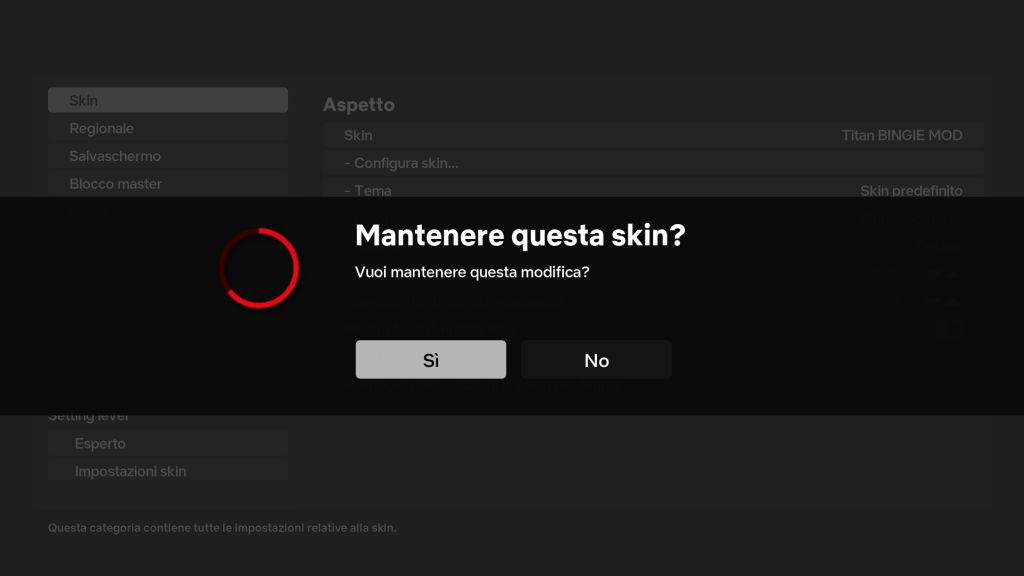 Skin
Regionale
Salvaschermo
Blocco master
Aspetto
Skin Titan BINGIE MOD
- Configura skin...
- Tema Skin predefinito
Mantenere questa skin?
Vuoi mantenere questa modifica?
Sì No
Setting level
Esperto
Impostazioni skin
Questa categoria contiene tutte le impostazioni relative alla skin.